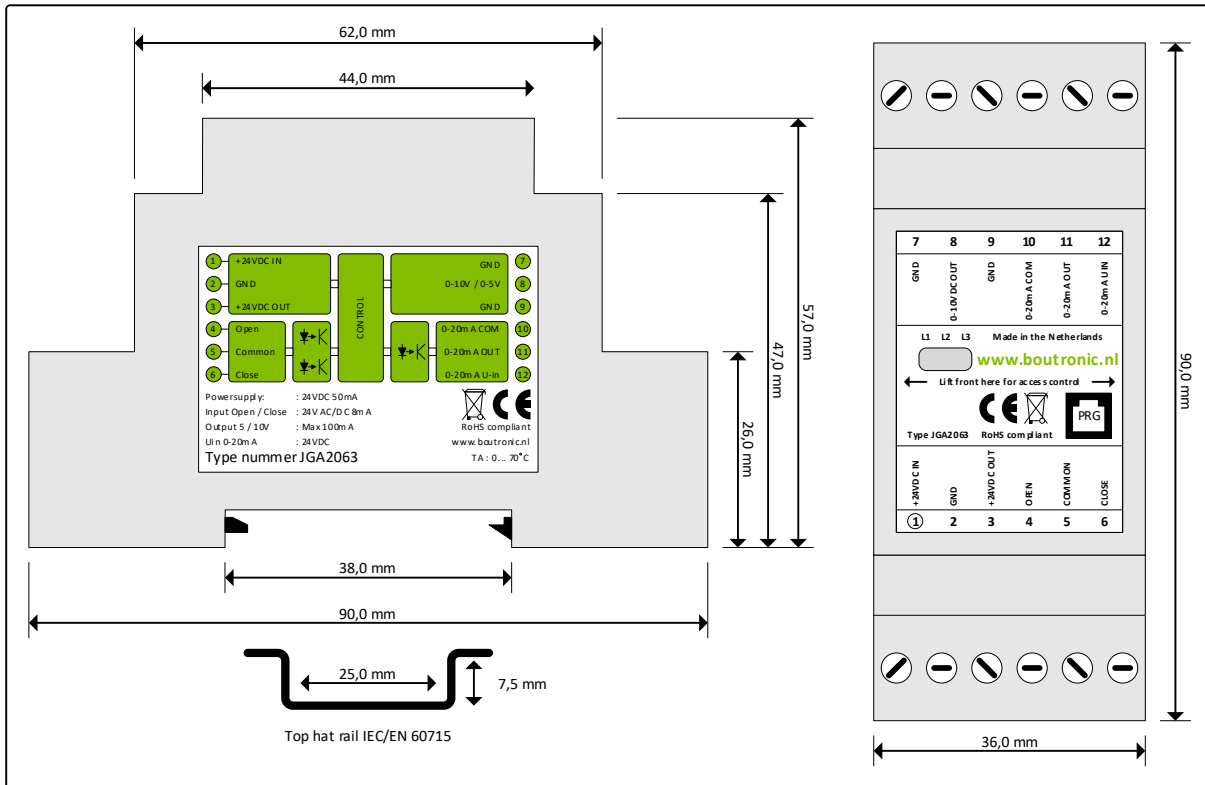 62,0 mm
44,0 mm
57,0 mm
47,0 mm
26,0 mm
1 +24VDC IN
2 GND
3 +24VDC OUT
4 Open
5 Common
6 Close
CONTROL
GND 7
0-10V / 0-5V 8
GND 9
0-20mA COM 10
0-20mA OUT 11
0-20mA U-in 12
Powersupply: : 24VDC 50mA
Input Open / Close : 24V AC/DC 8mA
Output 5 / 10V : Max 100mA
Uin 0-20mA : 24VDC
Type nummer JGA2063
CE
RoHS compliant
www.boutronic.nl
TA : 0... 70°C
38,0 mm
90,0 mm
25,0 mm
7,5 mm
Top hat rail IEC/EN 60715
7 8 9 10 11 12
GND
0-10VDC OUT
GND
0-20mA COM
0-20mA OUT
0-20mA UIN
L1 L2 L3 Made in the Netherlands
www.boutronic.nl
Lift front here for access control
CE
PRG
Type JGA2063 RoHS compliant
+24VDC IN
GND
+24VDC OUT
OPEN
COMMON
CLOSE
1 2 3 4 5 6
90,0 mm
36,0 mm